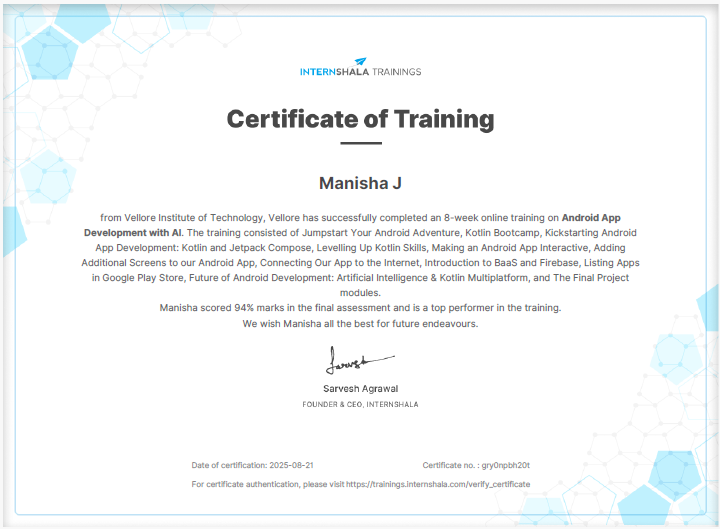 INTERNSHALA TRAININGS
Certificate of Training
Manisha J
from Vellore Institute of Technology, Vellore has successfully completed an 8-week online training on Android App
Development with AI. The training consisted of Jumpstart Your Android Adventure, Kotlin Bootcamp, Kickstarting Android
App Development: Kotlin and Jetpack Compose, Levelling Up Kotlin Skills, Making an Android App Interactive, Adding
Additional Screens to our Android App, Connecting Our App to the Internet, Introduction to BaaS and Firebase, Listing Apps
in Google Play Store, Future of Android Development: Artificial Intelligence & Kotlin Multiplatform, and The Final Project
modules.
Manisha scored 94% marks in the final assessment and is a top performer in the training.
We wish Manisha all the best for future endeavours.
Sarvesh
Sarvesh Agrawal
FOUNDER & CEO, INTERNSHALA
Date of certification: 2025-08-21
Certificate no. : gry0npbh20t
For certificate authentication, please visit https://trainings.internshala.com/verify_certificate